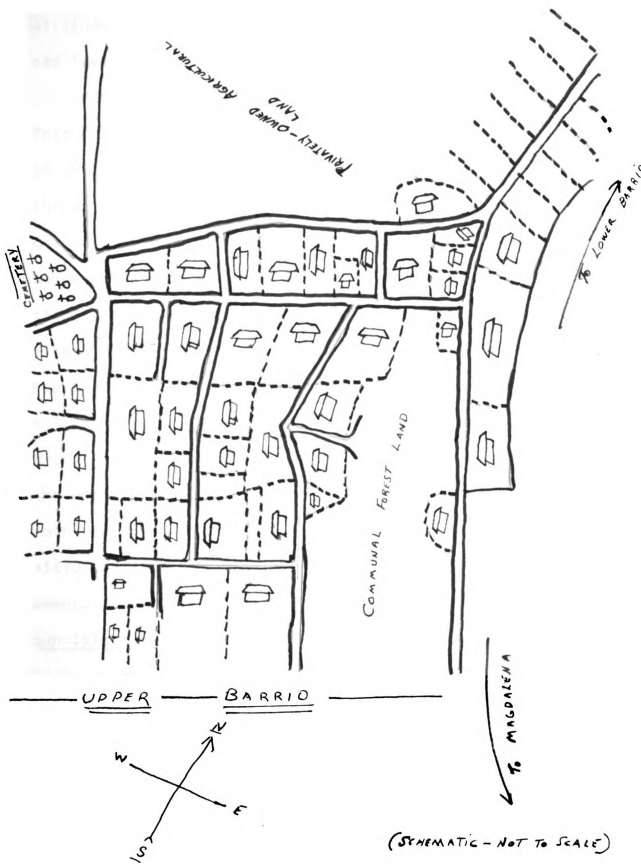 PRIVATELY-OWNED AGRICULTURAL
LAND
CEMETERY
TO LOWER BARRIO
COMMUNAL FOREST LAND
UPPER BARRIO
TO MAGDALENA
N
W
E
S
(SCHEMATIC - NOT TO SCALE)